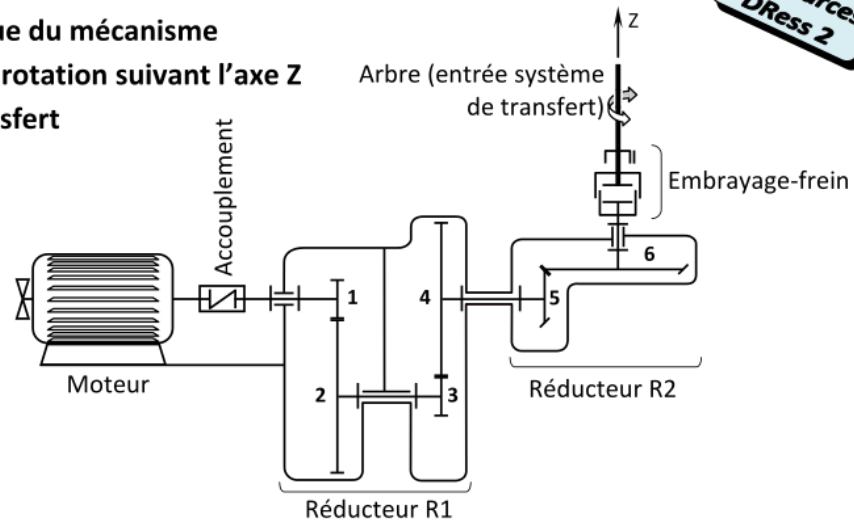 ue du mécanisme
rotation suivant l'axe Z
sfert
DRess 2
Z
Arbre (entrée système
de transfert)
Embrayage-frein
Accouplement
1
2
3
4
5
6
Moteur
Réducteur R2
Réducteur R1